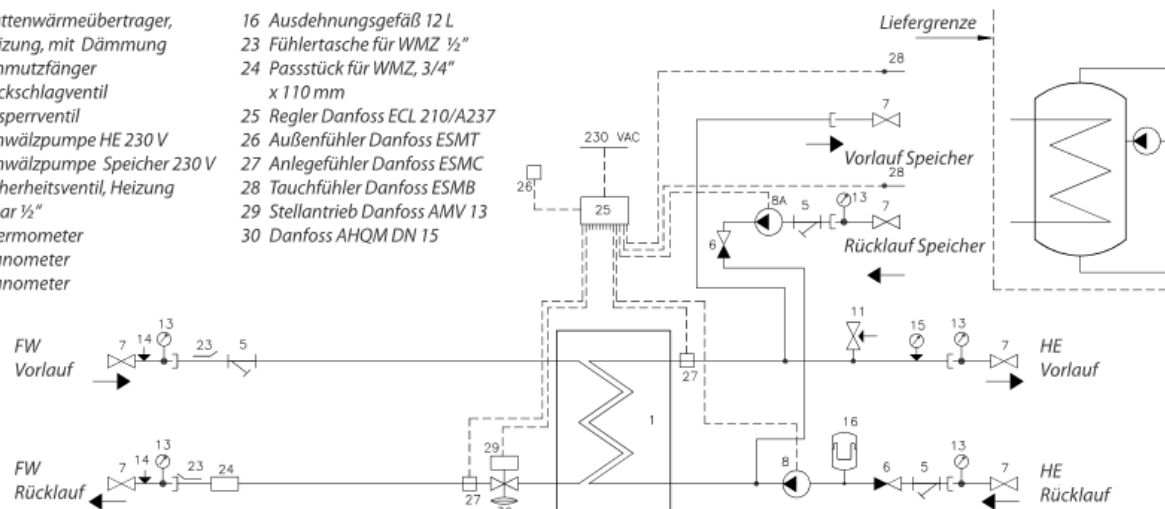 ttenwärmeübertrager,
izung, mit Dämmung
hmutzfänger
ckschlagventil
sperrventil
nwälzpumpe HE 230 V
nwälzpumpe Speicher 230 V
herheitsventil, Heizung
ar ½"
ermometer
anometer
anometer
16 Ausdehnungsgefäß 12 L
23 Fühlertasche für WMZ ½"
24 Passstück für WMZ, 3/4"
x 110 mm
25 Regler Danfoss ECL 210/A237
26 Außenfühler Danfoss ESMT
27 Anlegefühler Danfoss ESMC
28 Tauchfühler Danfoss ESMB
29 Stellantrieb Danfoss AMV 13
30 Danfoss AHQM DN 15
Liefergrenze
28
7
230 VAC
Vorlauf Speicher
28
26
25
8A
5
13
7
6
Rücklauf Speicher
FW
Vorlauf
7
14
13
23
5
27
11
15
13
7
HE
Vorlauf
1
16
FW
Rücklauf
7
14
13
23
24
27
29
8
6
5
13
7
HE
Rücklauf